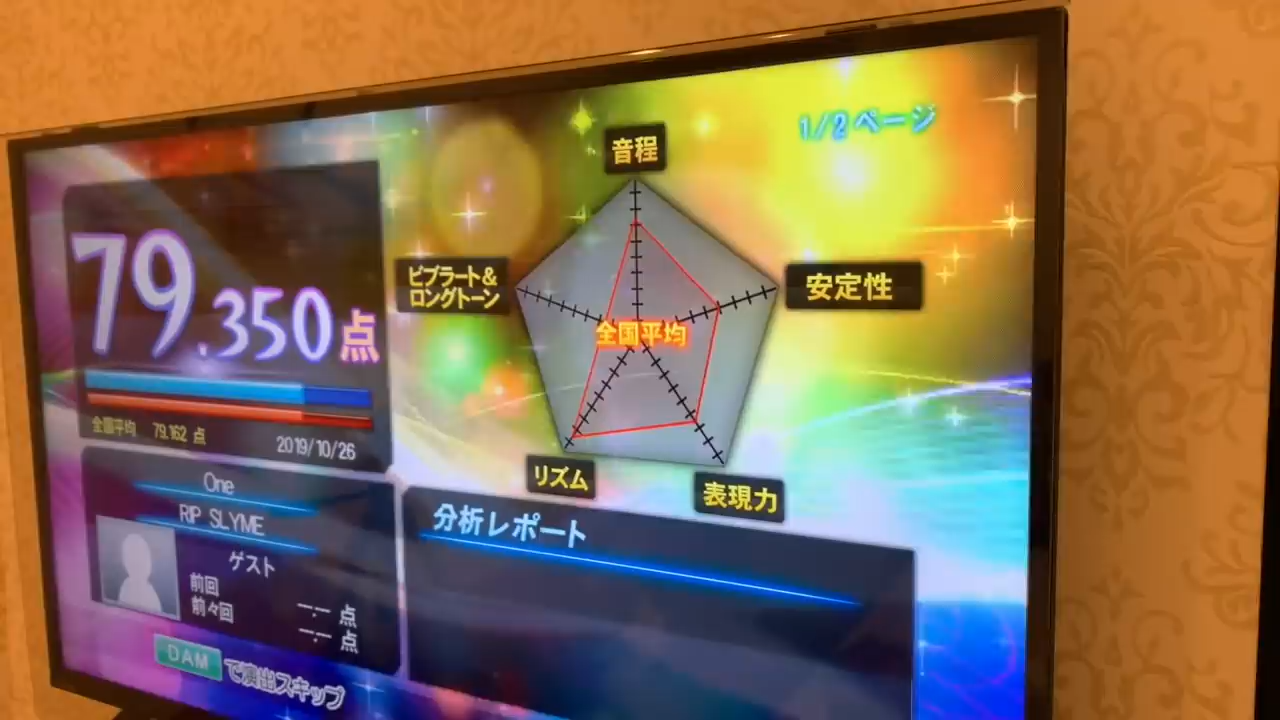 1/2ページ
音程
ビブラート&
ロングトーン
安定性
全国平均
リズム
表現力
79.350点
全国平均 79.162 点
2019/10/26
One
RIP SLYME
ゲスト
前回 --.-- 点
前々回 --.-- 点
分析レポート
DAM で演出スキップ